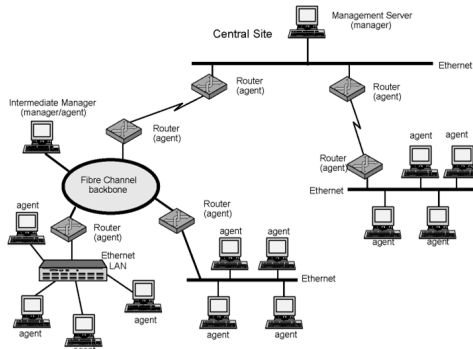 Management Server
(manager)
Central Site
Ethernet
Router
(agent)
Router
(agent)
Intermediate Manager
(manager/agent)
Router
(agent)
Router
(agent)
agent
agent
Fibre Channel
backbone
Ethernet
agent
Router
(agent)
agent
agent
Router
(agent)
Ethernet
LAN
agent
agent
Ethernet
agent
agent
agent
agent
agent